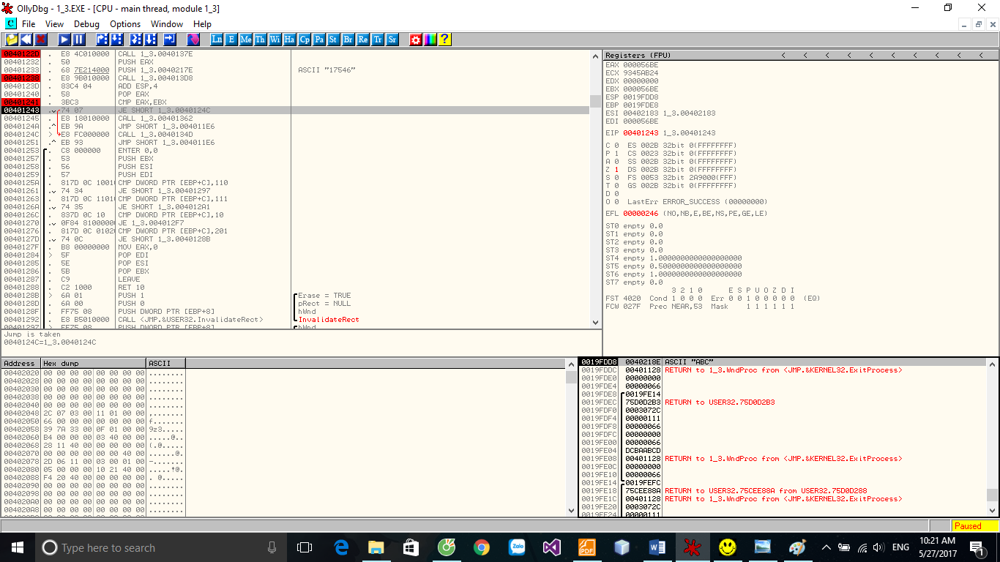 OllyDbg - 1_3.EXE - [CPU - main thread, module 1_3]
C File View Debug Options Window Help
Ln E Me Th Wi Ha Cp Pa St Br Re Tr Sr ?
0040122D . E8 4C010000 CALL 1_3.0040137E
00401232 . 50 PUSH EAX
00401233 . 68 7E214000 PUSH 1_3.0040217E ASCII "17546"
00401238 . E8 9B010000 CALL 1_3.004013D8
0040123D . 83C4 04 ADD ESP,4
00401240 . 58 POP EAX
00401241 . 3BC3 CMP EAX,EBX
00401243 . 74 07 JE SHORT 1_3.0040124C
00401245 . E8 18010000 CALL 1_3.00401362
0040124A . EB 9A JMP SHORT 1_3.004011E6
0040124C > E8 FC000000 CALL 1_3.0040134D
00401251 . EB 93 JMP SHORT 1_3.004011E6
00401253 . C8 000000 ENTER 0,0
00401257 . 53 PUSH EBX
00401258 . 56 PUSH ESI
00401259 . 57 PUSH EDI
0040125A . 817D 0C 1001 CMP DWORD PTR [EBP+C],110
00401261 . 74 34 JE SHORT 1_3.00401297
00401263 . 817D 0C 1101 CMP DWORD PTR [EBP+C],111
0040126A . 74 35 JE SHORT 1_3.004012A1
0040126C . 837D 0C 10 CMP DWORD PTR [EBP+C],10
00401270 . 0F84 81000000 JE 1_3.004012F7
00401276 . 817D 0C 0102 CMP DWORD PTR [EBP+C],201
0040127D . 74 0C JE SHORT 1_3.0040128B
0040127F . B8 00000000 MOV EAX,0
00401284 > 5F POP EDI
00401285 . 5E POP ESI
00401286 . 5B POP EBX
00401287 . C9 LEAVE
00401288 . C2 1000 RET 10
0040128B > 6A 01 PUSH 1 Erase = TRUE
0040128D . 6A 00 PUSH 0 pRect = NULL
0040128F . FF75 08 PUSH DWORD PTR [EBP+8] hWnd
00401292 . E8 B5010000 CALL <JMP.&USER32.InvalidateRect> InvalidateRect
00401297 > FF75 08 PUSH DWORD PTR [EBP+8] hWnd
Jump is taken
0040124C=1_3.0040124C
Registers (FPU) < < < < < < < < < <
EAX 000056BE
ECX 9345AB24
EDX 00000000
EBX 000056BE
ESP 0019FDD8
EBP 0019FDE8
ESI 00402183 1_3.00402183
EDI 000056BE
EIP 00401243 1_3.00401243
C 0 ES 002B 32bit 0(FFFFFFFF)
P 1 CS 0023 32bit 0(FFFFFFFF)
A 0 SS 002B 32bit 0(FFFFFFFF)
Z 1 DS 002B 32bit 0(FFFFFFFF)
S 0 FS 0053 32bit 2A9000(FFF)
T 0 GS 002B 32bit 0(FFFFFFFF)
D 0
O 0 LastErr ERROR_SUCCESS (00000000)
EFL 00000246 (NO,NB,E,BE,NS,PE,GE,LE)
ST0 empty 0.0
ST1 empty 0.0
ST2 empty 0.0
ST3 empty 0.0
ST4 empty 1.0000000000000000000
ST5 empty 0.5000000000000000000
ST6 empty 1.0000000000000000000
ST7 empty 0.0
3 2 1 0 E S P U O Z D I
FST 4020 Cond 1 0 0 0 Err 0 0 1 0 0 0 0 0 (EQ)
FCW 027F Prec NEAR,53 Mask 1 1 1 1 1 1
Address Hex dump ASCII
00402020 00 00 00 00 00 00 00 00 ........
00402028 00 00 00 00 00 00 00 00 ........
00402030 00 00 00 00 00 00 00 00 ........
00402038 00 00 00 00 00 00 00 00 ........
00402040 00 00 00 00 00 00 00 00 ........
00402048 2C 07 03 00 11 01 00 00 ,.......
00402050 66 00 00 00 00 00 00 00 f.......
00402058 39 7A 33 00 0F 01 00 00 9z3.....
00402060 B4 00 00 00 03 40 00 00 .....@..
00402068 28 11 40 00 00 00 00 00 (.@.....
00402070 00 00 00 00 00 00 40 00 ......@.
00402078 2D 06 11 00 03 00 01 00 -.......
00402080 05 00 00 00 10 21 40 00 .....!@.
00402088 F4 20 40 00 00 00 00 00 . @.....
00402090 00 00 00 00 00 00 00 00 ........
00402098 00 00 00 00 00 00 00 00 ........
004020A0 00 00 00 00 00 00 00 00 ........
004020A8 00 00 00 00 00 00 00 00 ........
0019FDD8 0040218E ASCII "ABC"
0019FDDC 00401128 RETURN to 1_3.WndProc from <JMP.&KERNEL32.ExitProcess>
0019FDE0 00000000
0019FDE4 00000066
0019FDE8 0019FE14
0019FDEC 75D0D2B3 RETURN to USER32.75D0D2B3
0019FDF0 0003072C
0019FDF4 00000111
0019FDF8 00000066
0019FDFC 00000000
0019FE00 00000066
0019FE04 DCBAABCD
0019FE08 00401128 RETURN to 1_3.WndProc from <JMP.&KERNEL32.ExitProcess>
0019FE0C 00000000
0019FE10 00000066
0019FE14 0019FEFC
0019FE18 75CEE88A RETURN to USER32.75CEE88A from USER32.75D0D288
0019FE1C 00401128 RETURN to 1_3.WndProc from <JMP.&KERNEL32.ExitProcess>
0019FE20 0003072C
0019FE24 00000111
Paused
Type here to search
Zalo
PDF
ENG
10:21 AM
5/27/2017
1